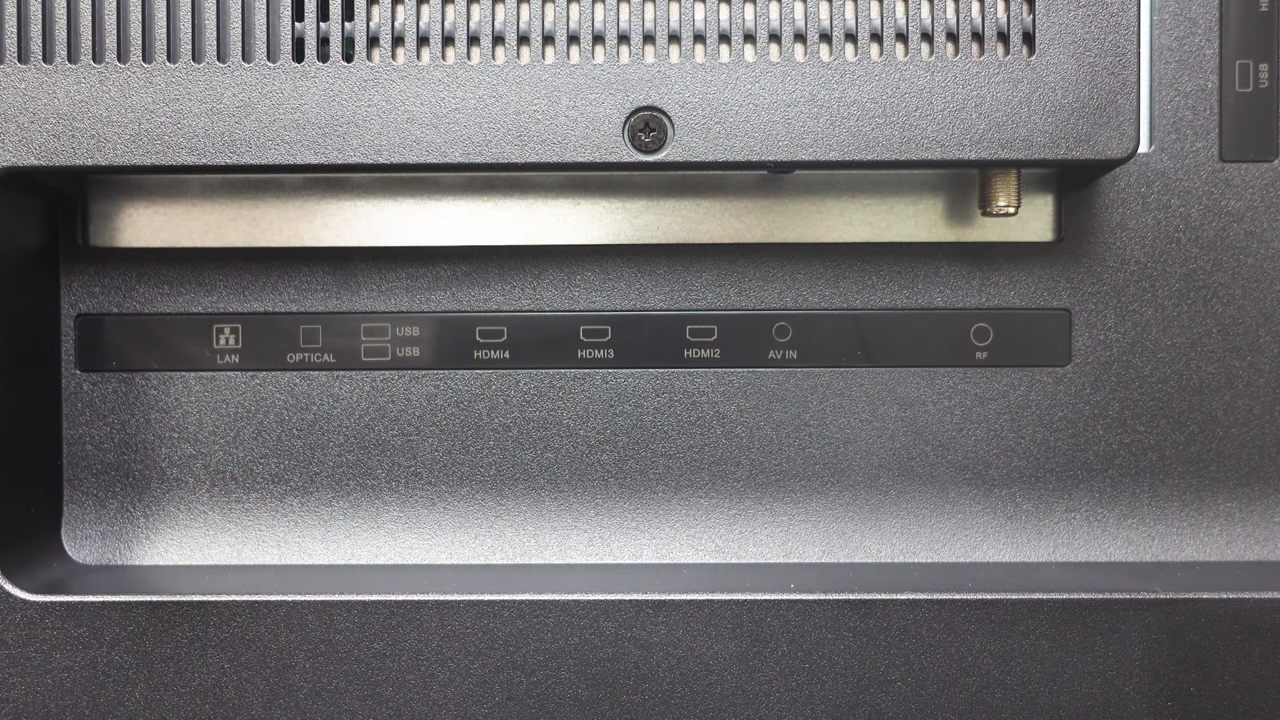 USB
USB
LAN
OPTICAL
HDMI4
HDMI3
HDMI2
AV IN
RF
USB